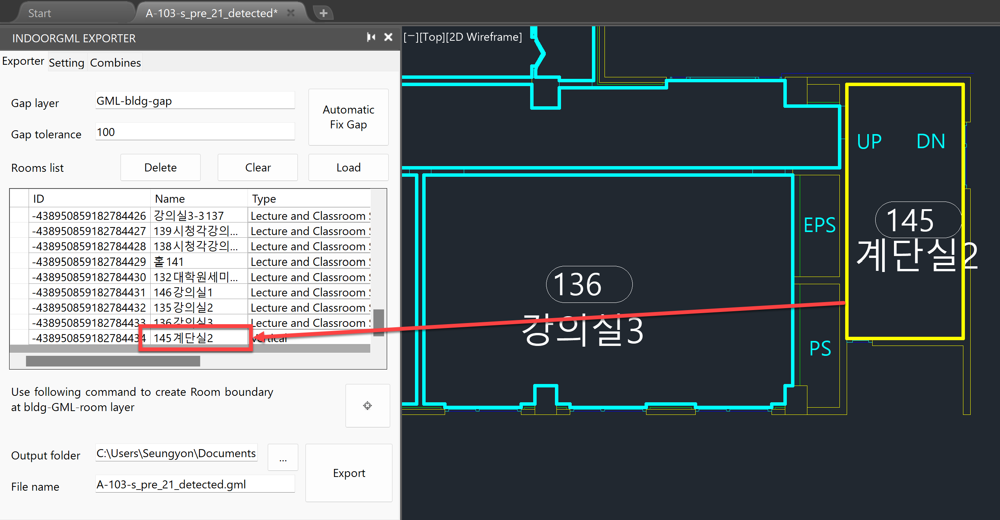 Start
A-103-s_pre_21_detected*
INDOORGML EXPORTER
Exporter Setting Combines
Gap layer GML-bldg-gap
Automatic
Fix Gap
Gap tolerance 100
Rooms list Delete Clear Load
ID Name Type
-438950859182784426 강의실3-3137 Lecture and Classroom S
-438950859182784427 139시청각강의... Lecture and Classroom S
-438950859182784428 138시청각강의... Lecture and Classroom S
-438950859182784429 홀141 Lecture and Classroom S
-438950859182784430 132대학원세미... Lecture and Classroom S
-438950859182784431 146강의실1 Lecture and Classroom S
-438950859182784432 135강의실2 Lecture and Classroom S
-438950859182784433 136강의실3 Lecture and Classroom S
-438950859182784434 145계단실2 Vertical
Use following command to create Room boundary
at bldg-GML-room layer
Output folder C:\Users\Seungyon\Documents
...
Export
File name A-103-s_pre_21_detected.gml
[−][Top][2D Wireframe]
UP DN
145
계단실2
EPS
136
강의실3
PS